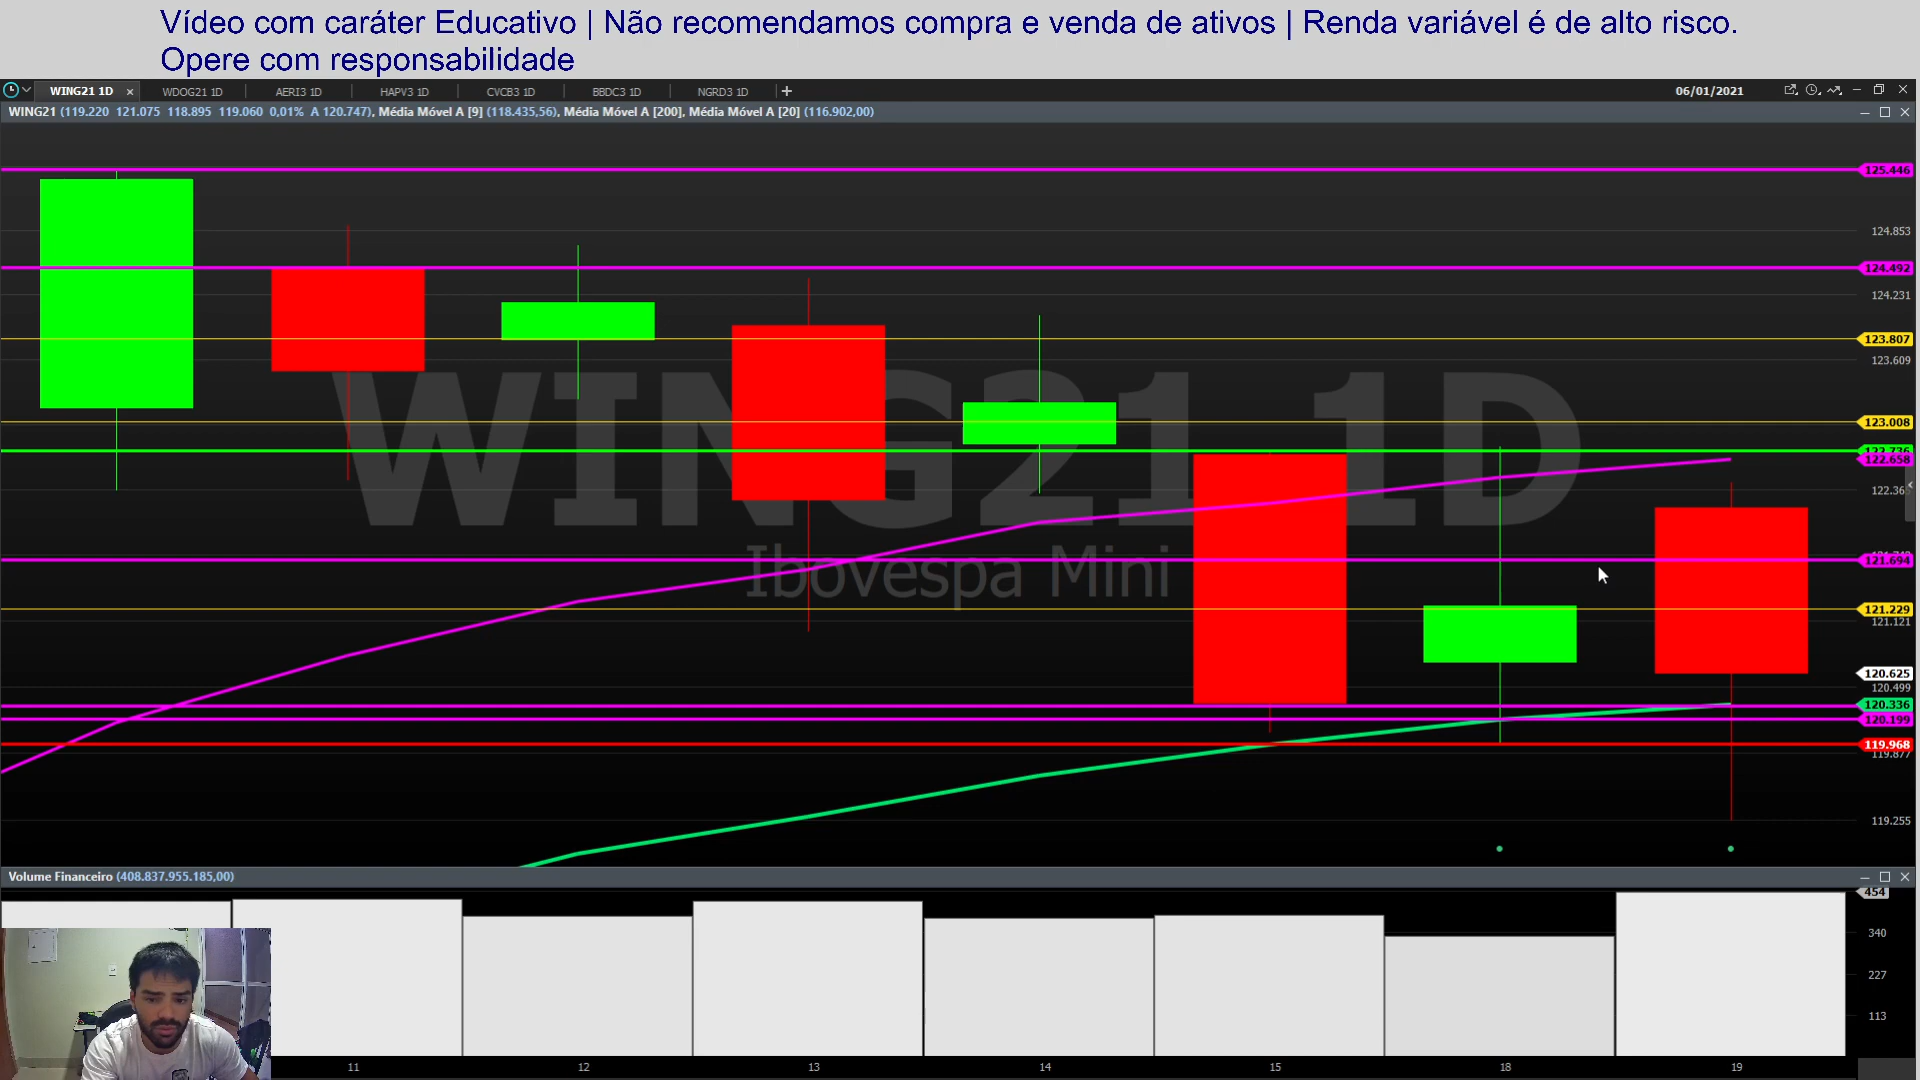 Vídeo com caráter Educativo | Não recomendamos compra e venda de ativos | Renda variável é de alto risco.
Opere com responsabilidade
WING21 1D
WDOG21 1D
AERI3 1D
HAPV3 1D
CVCB3 1D
BBDC3 1D
NGRD3 1D
06/01/2021
WING21 (119.220 121.075 118.895 119.060 0,01% A 120.747), Média Móvel A [9] (118.435,56), Média Móvel A [200], Média Móvel A [20] (116.902,00)
125.446
124.853
124.492
124.231
123.807
123.609
WING21 1D
123.008
122.658
Ibovespa Mini
121.694
121.229
121.121
120.625
120.499
120.336
120.199
119.968
119.877
119.255
Volume Financeiro (408.837.955.185,00)
454
340
227
113
11 12 13 14 15 18 19